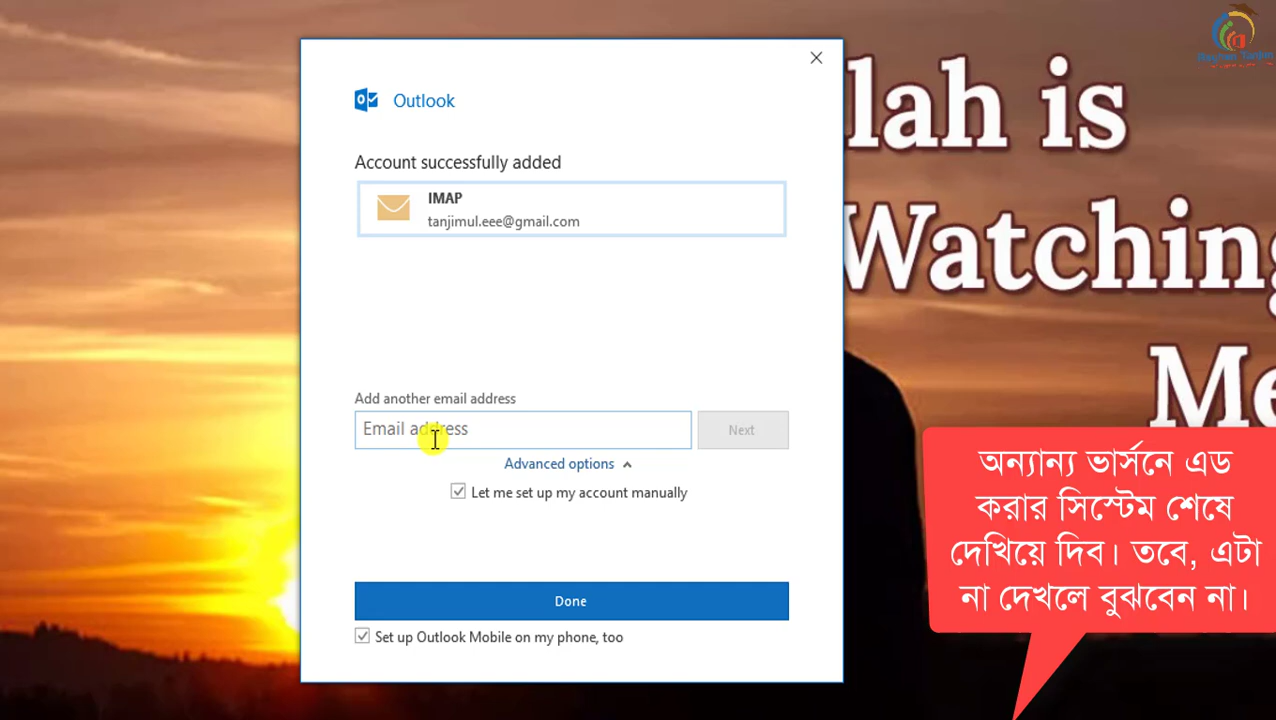 Outlook
Account successfully added
IMAP
tanjimul.eee@gmail.com
Add another email address
Email address
Next
Advanced options
Let me set up my account manually
Done
Set up Outlook Mobile on my phone, too
lah is
Watching
Me
অন্যান্য ভার্সনে এড
করার সিস্টেম শেষে
দেখিয়ে দিব। তবে, এটা
না দেখলে বুঝবেন না।